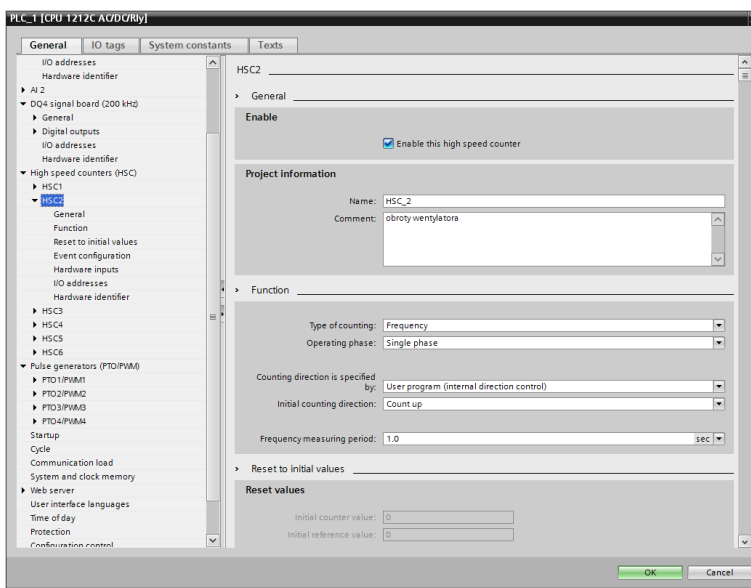 PLC_1 [CPU 1212C AC/DC/Rly]
General IO tags System constants Texts
I/O addresses
Hardware identifier
AI 2
DQ4 signal board (200 kHz)
General
Digital outputs
I/O addresses
Hardware identifier
High speed counters (HSC)
HSC1
HSC2
General
Function
Reset to initial values
Event configuration
Hardware inputs
I/O addresses
Hardware identifier
HSC3
HSC4
HSC5
HSC6
Pulse generators (PTO/PWM)
PTO1/PWM1
PTO2/PWM2
PTO3/PWM3
PTO4/PWM4
Startup
Cycle
Communication load
System and clock memory
Web server
User interface languages
Time of day
Protection
Configuration control
HSC2
General
Enable
Enable this high speed counter
Project information
Name: HSC_2
Comment: obroty wentylatora
Function
Type of counting: Frequency
Operating phase: Single phase
Counting direction is specified
by: User program (internal direction control)
Initial counting direction: Count up
Frequency measuring period: 1.0 sec
Reset to initial values
Reset values
Initial counter value: 0
Initial reference value: 0
OK Cancel